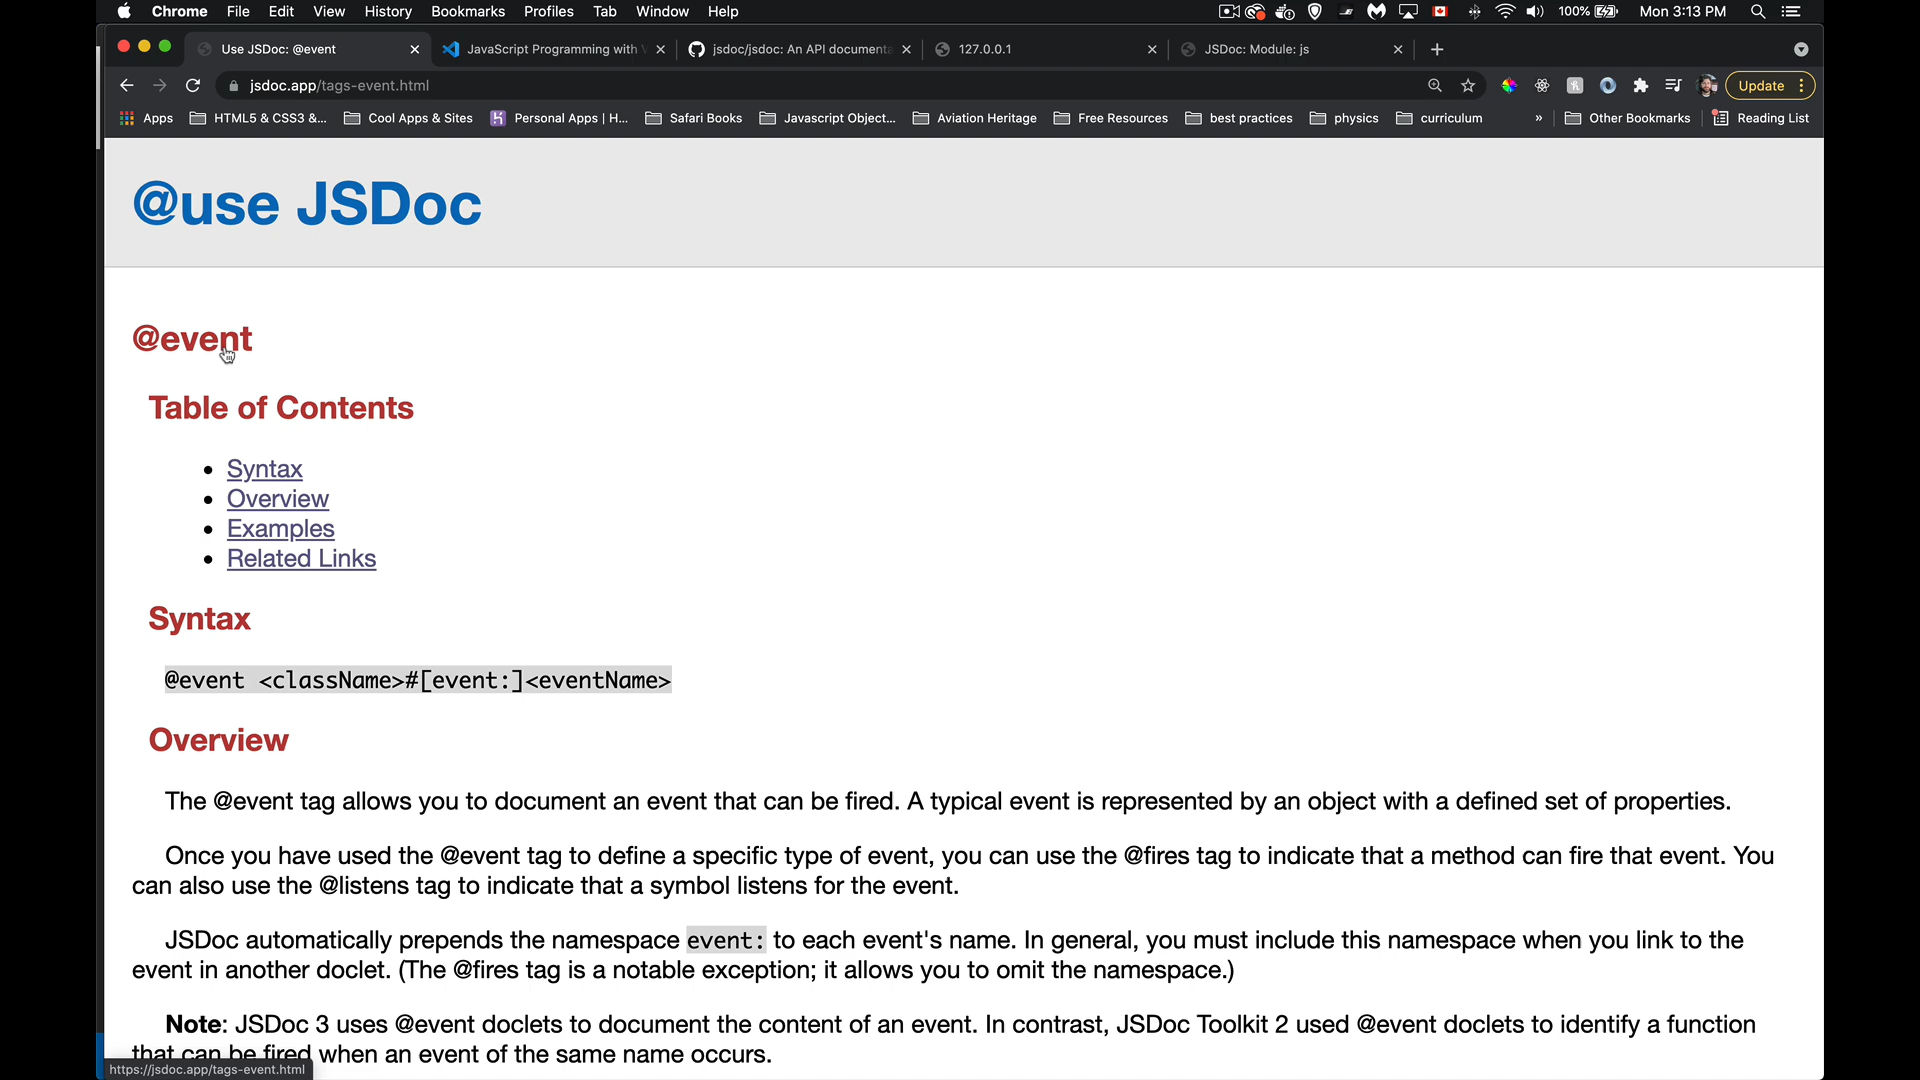 Chrome File Edit View History Bookmarks Profiles Tab Window Help 100% Mon 3:13 PM
Use JSDoc: @event JavaScript Programming with jsdoc/jsdoc: An API documenta 127.0.0.1 JSDoc: Module: js
jsdoc.app/tags-event.html Update
Apps HTML5 & CSS3 &... Cool Apps & Sites Personal Apps | H... Safari Books Javascript Object... Aviation Heritage Free Resources best practices physics curriculum » Other Bookmarks Reading List
@use JSDoc
@event
Table of Contents
Syntax
Overview
Examples
Related Links
Syntax
@event <className>#[event:]<eventName>
Overview
The @event tag allows you to document an event that can be fired. A typical event is represented by an object with a defined set of properties.
Once you have used the @event tag to define a specific type of event, you can use the @fires tag to indicate that a method can fire that event. You
can also use the @listens tag to indicate that a symbol listens for the event.
JSDoc automatically prepends the namespace event: to each event's name. In general, you must include this namespace when you link to the
event in another doclet. (The @fires tag is a notable exception; it allows you to omit the namespace.)
Note: JSDoc 3 uses @event doclets to document the content of an event. In contrast, JSDoc Toolkit 2 used @event doclets to identify a function
that can be fired when an event of the same name occurs.
https://jsdoc.app/tags-event.html